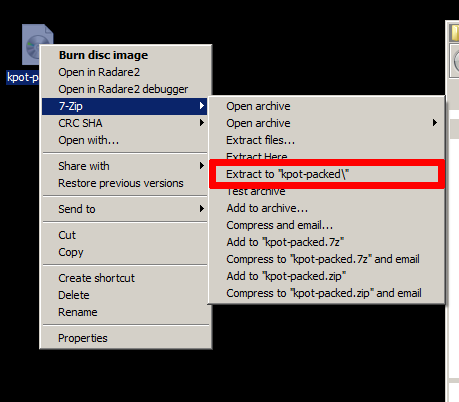 kpot-p
Burn disc image
Open in Radare2
Open in Radare2 debugger
7-Zip
CRC SHA
Open with...
Share with
Restore previous versions
Send to
Cut
Copy
Create shortcut
Delete
Rename
Properties
Open archive
Open archive
Extract files...
Extract Here
Extract to "kpot-packed\"
Test archive
Add to archive...
Compress and email...
Add to "kpot-packed.7z"
Compress to "kpot-packed.7z" and email
Add to "kpot-packed.zip"
Compress to "kpot-packed.zip" and email